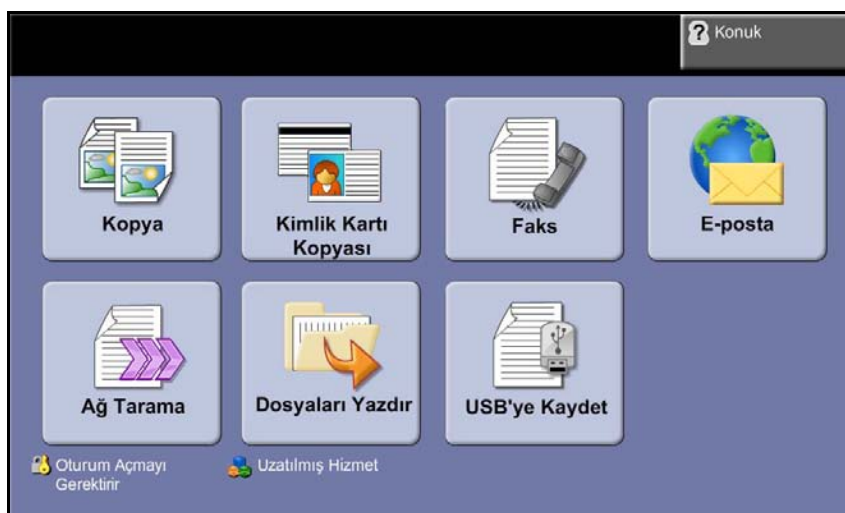 Konuk
Kopya
Kimlik Kartı
Kopyası
Faks
E-posta
Ağ Tarama
Dosyaları Yazdır
USB'ye Kaydet
Oturum Açmayı
Gerektirir
Uzatılmış Hizmet